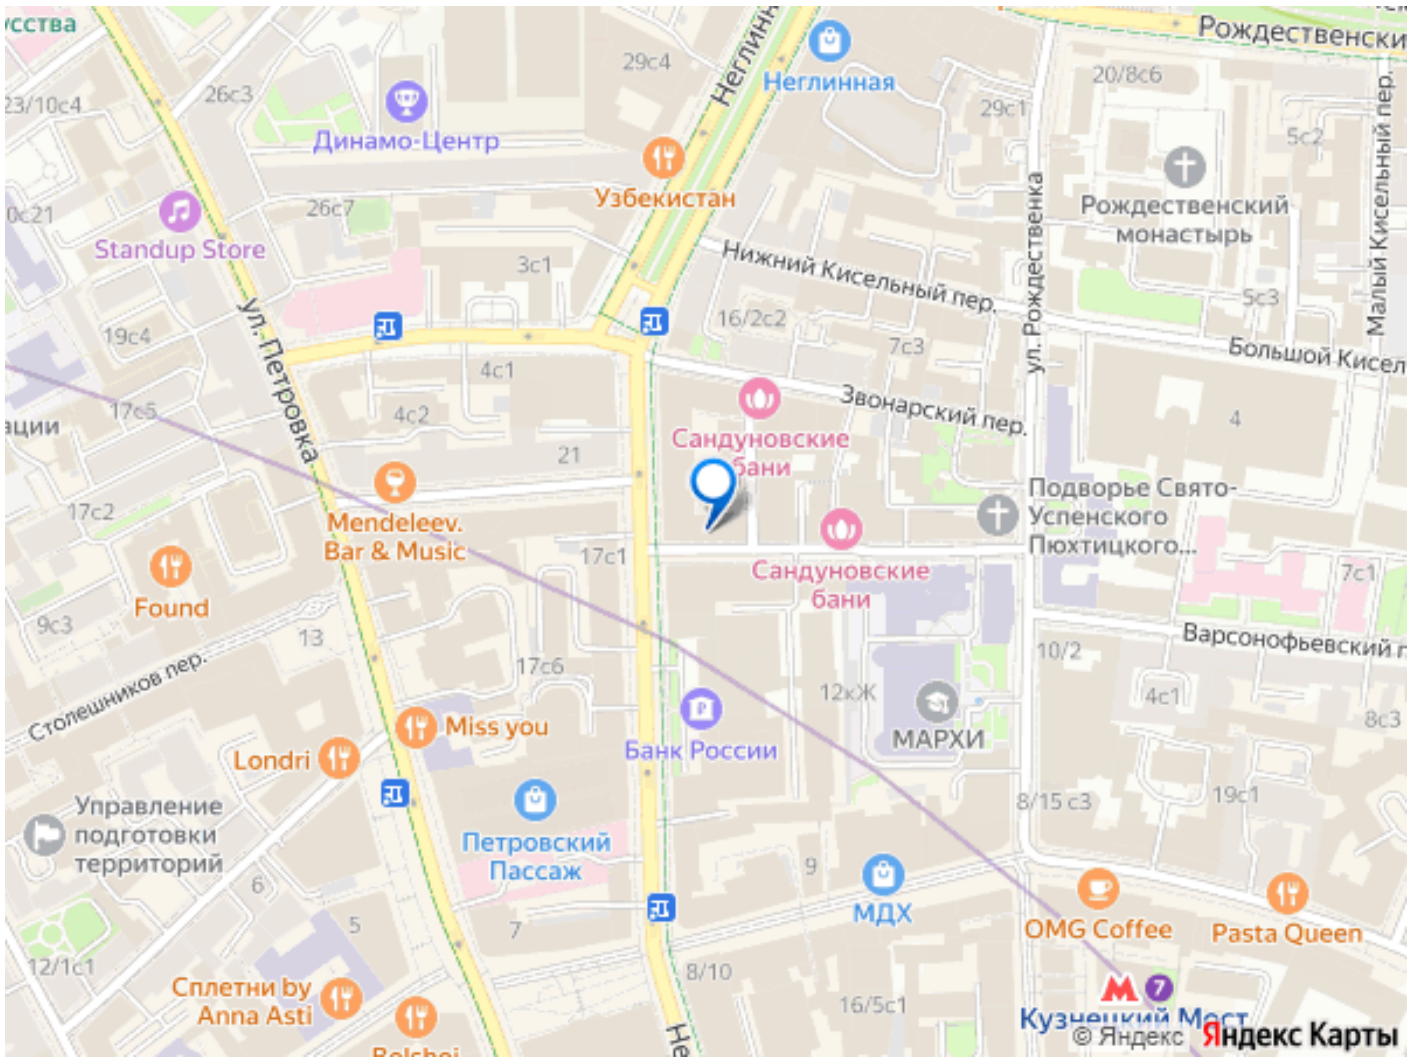 усства
Неглинн
Неглинная
Рождественски
23/10с4
26с3
29с4
29с1
20/8с6
5с2
Малый Кисельный пер.
Динамо-Центр
Узбекистан
Рождественский
монастырь
0с21
Standup Store
26с7
3с1
Нижний Кисельный пер.
ул. Рождественка
5с3
19с4
ул. Петровка
16/2с2
7с3
Большой Кисел
4с1
17с5
4с2
Звонарский пер.
4
ации
21
Сандуновские
бани
Подворье Свято-
Успенского
Пюхтицкого...
17с2
Mendeleev.
Bar & Music
17с1
Сандуновские
бани
7с1
Found
9с3
13
Варсонофьевский п
10/2
Столешников пер.
17с6
12кЖ
4с1
8с3
Miss you
Londri
Банк России
МАРХИ
Управление
подготовки
территорий
Петровский
Пассаж
8/15 с3
19с1
6
9
МДХ
5
7
OMG Coffee
Pasta Queen
12/1с1
8/10
Сплетни by
Anna Asti
16/5с1
М 7
Кузнецкий Мост
Bolshoi
Не
© Яндекс Яндекс Карты